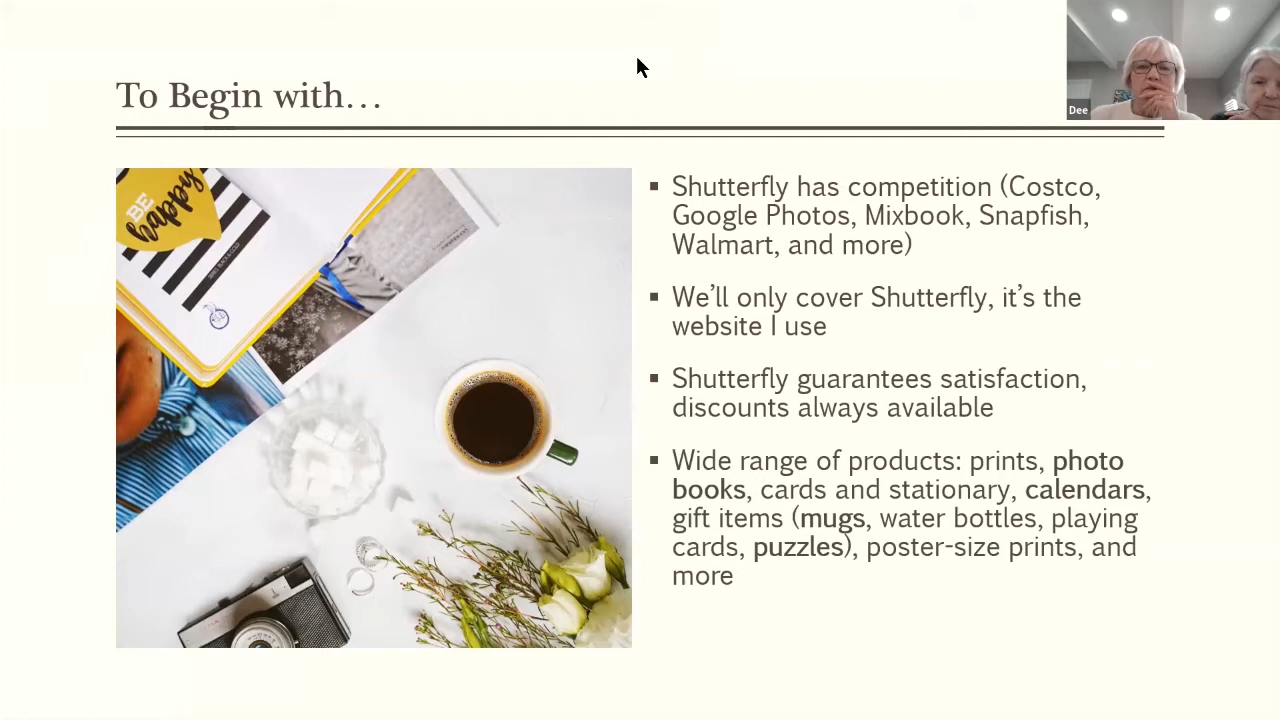 To Begin with…
Dee
BE
happy
▪ Shutterfly has competition (Costco,
Google Photos, Mixbook, Snapfish,
Walmart, and more)
▪ We’ll only cover Shutterfly, it’s the
website I use
▪ Shutterfly guarantees satisfaction,
discounts always available
▪ Wide range of products: prints, photo
books, cards and stationary, calendars,
gift items (mugs, water bottles, playing
cards, puzzles), poster-size prints, and
more